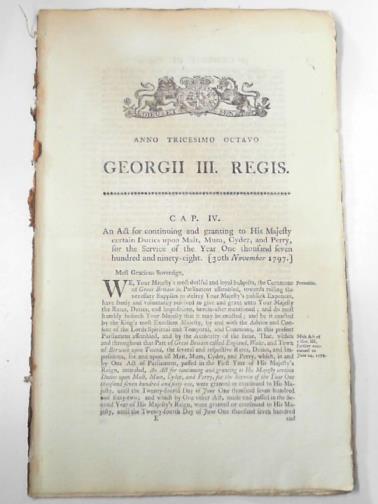 ANNO TRICESIMO OCTAVO
GEORGII III. REGIS.
CAP. IV.
An Act for continuing and granting to His Majesty
certain Duties upon Malt, Mum, Cyder, and Perry,
for the Service of the Year One thousand seven
hundred and ninety-eight. [30th November 1797.]
Most Gracious Sovereign,
WE, Your Majesty's most dutiful and loyal Subjects, the Commons
of Great Britain in Parliament assembled, towards raising the
necessary Supplies to defray Your Majesty's publick Expences,
have freely and voluntarily resolved to give and grant unto Your Majesty
the Rates, Duties, and Impositions, herein-after mentioned; and do most
humbly beseech Your Majesty that it may be enacted; and be it enacted
by the King's most Excellent Majesty, by and with the Advice and Consent
of the Lords Spiritual and Temporal, and Commons, in this present
Parliament assembled, and by the Authority of the same, That
within and throughout that Part of Great Britain called England, Wales, and the Town
of Berwick upon Tweed, the several and respective Rates, Duties, and Impositions,
for and upon all Malt, Mum, Cyder, and Perry, which, in and
by One Act of Parliament, passed in the First Year of His Majesty's
Reign, intituled, An Act for continuing and granting to His Majesty certain
Duties upon Malt, Mum, Cyder, and Perry, for the Service of the Year One
thousand seven hundred and sixty-one, were granted or continued to His Majesty,
until the Twenty-fourth Day of June One thousand seven hundred
and sixty-two; and which by One other Act, made and passed in the Second
Year of His Majesty's Reign, were granted or continued to His Majesty,
until the Twenty-fourth Day of June One thousand seven hundred
E and
Preamble.